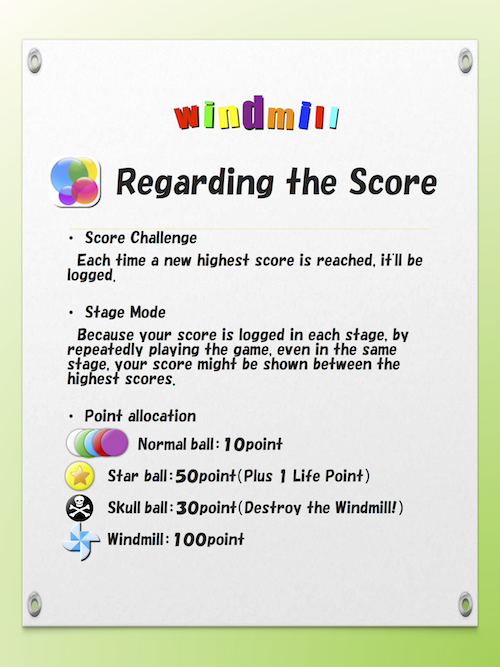 windmill
Regarding the Score
・ Score Challenge
Each time a new highest score is reached, it'll be
logged.
・ Stage Mode
Because your score is logged in each stage, by
repeatedly playing the game, even in the same
stage, your score might be shown between the
highest scores.
・ Point allocation
Normal ball: 10point
Star ball:50point(Plus 1 Life Point)
Skull ball:30point(Destroy the Windmill!)
Windmill:100point